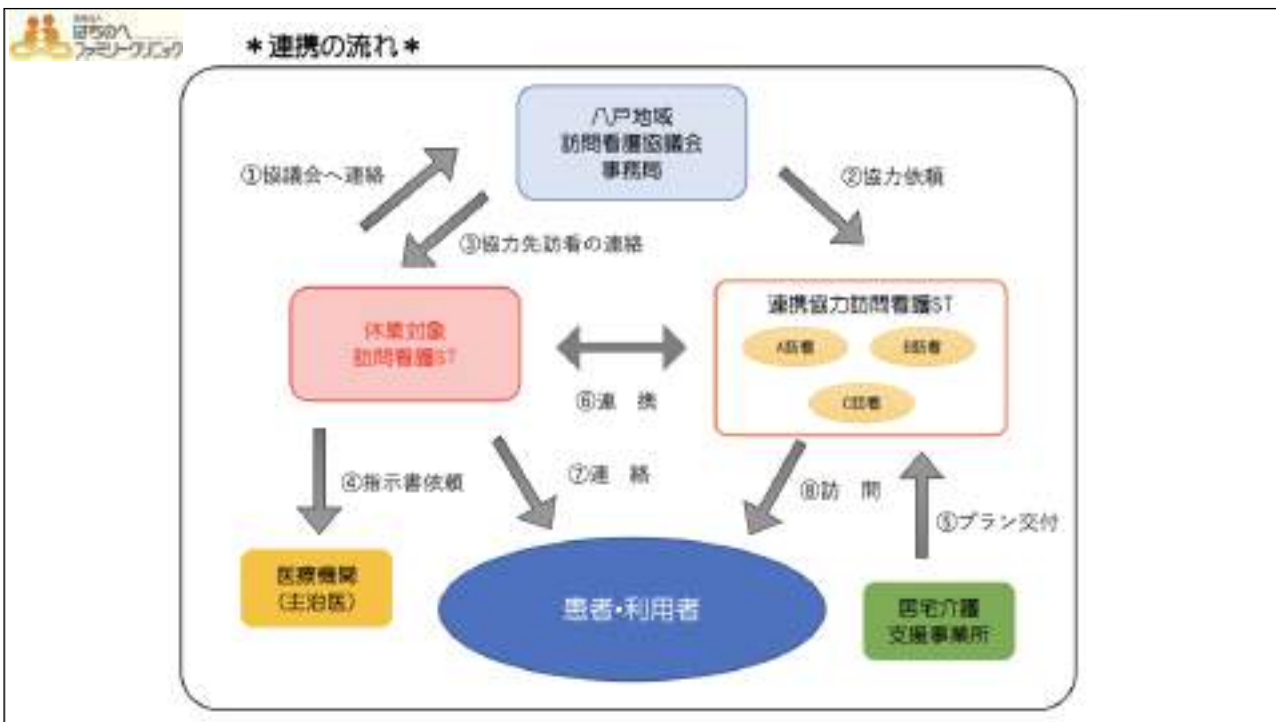 はちのへ
ファミリークリニック
*連携の流れ*
八戸地域
訪問看護協議会
事務局
①協議会へ連絡
②協力依頼
③協力先訪看の連絡
休業対象
訪問看護ST
連携協力訪問看護ST
A訪看
B訪看
C訪看
⑥連 携
④指示書依頼
⑦連 絡
⑧訪 問
⑤プラン交付
医療機関
(主治医)
患者・利用者
居宅介護
支援事業所